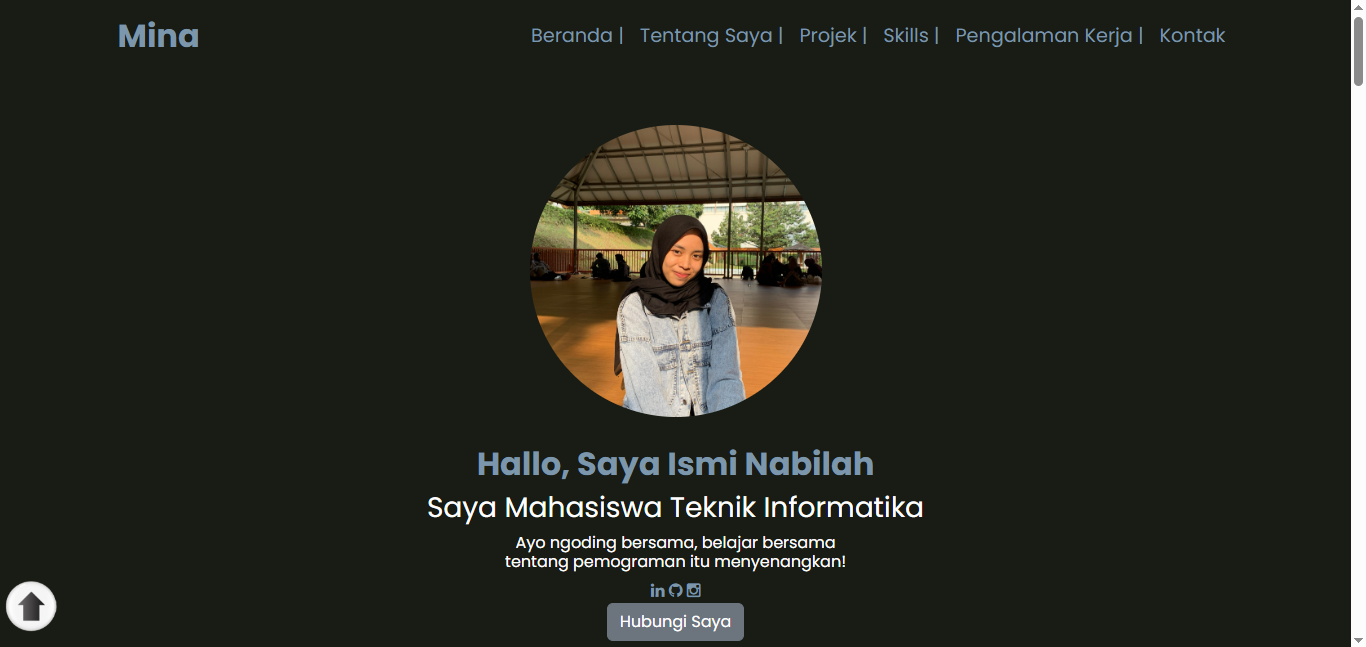 Mina
Beranda | Tentang Saya | Projek | Skills | Pengalaman Kerja | Kontak
Hallo, Saya Ismi Nabilah
Saya Mahasiswa Teknik Informatika
Ayo ngoding bersama, belajar bersama
tentang pemograman itu menyenangkan!
Hubungi Saya